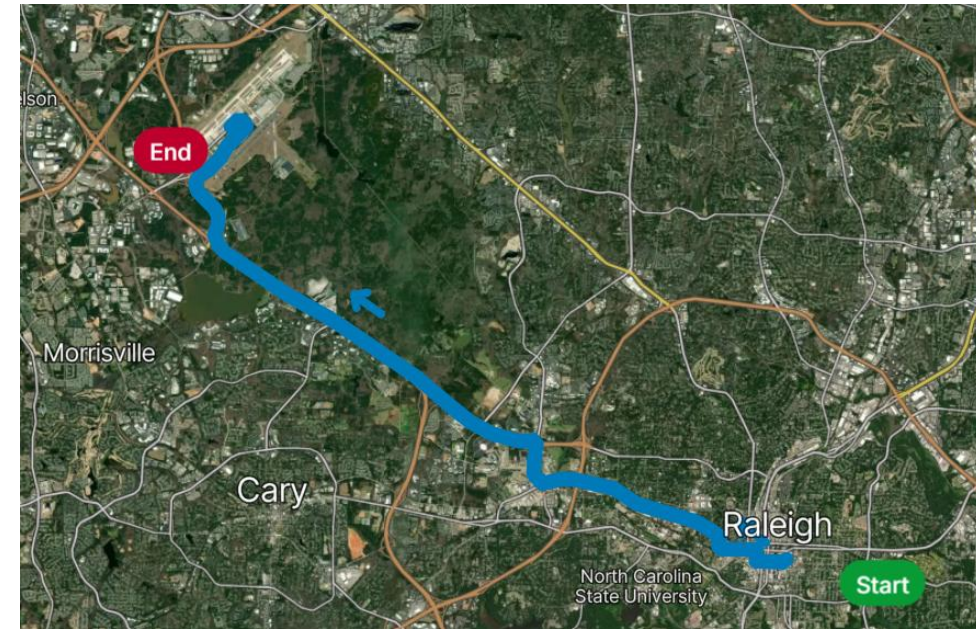 elson
End
Morrisville
Cary
Raleigh
North Carolina
State University
Start